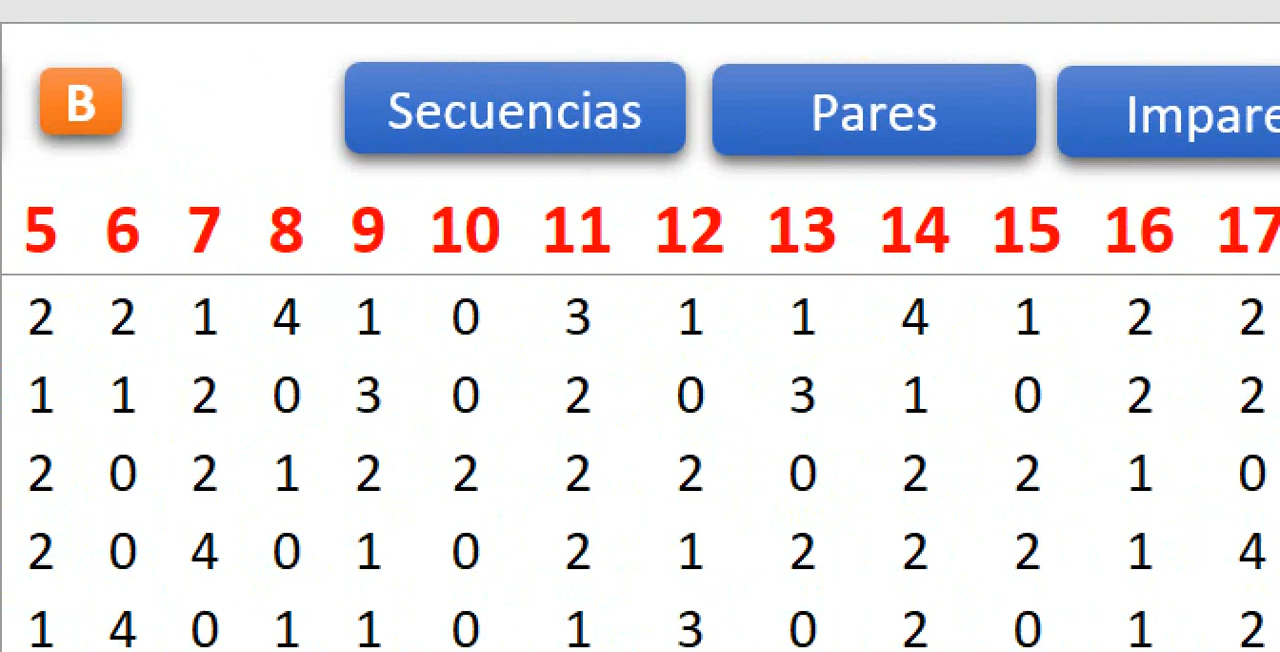 B Secuencias Pares Impare
5 6 7 8 9 10 11 12 13 14 15 16 17
2 2 1 4 1 0 3 1 1 4 1 2 2
1 1 2 0 3 0 2 0 3 1 0 2 2
2 0 2 1 2 2 2 2 0 2 2 1 0
2 0 4 0 1 0 2 1 2 2 2 1 4
1 4 0 1 1 0 1 3 0 2 0 1 2